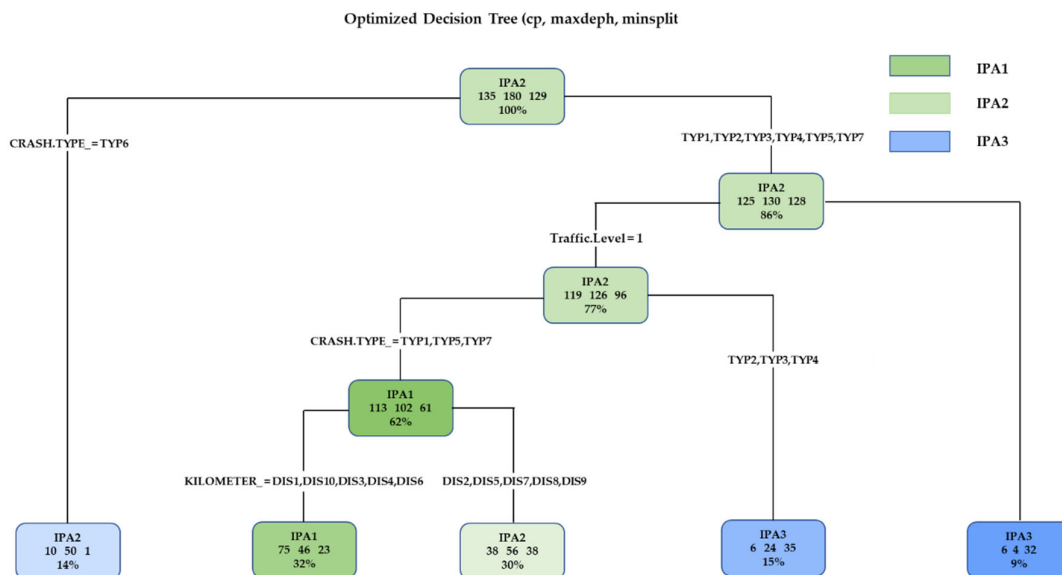 Optimized Decision Tree (cp, maxdeph, minsplit
IPA1
IPA2
IPA3
IPA2
135 180 129
100%
CRASH.TYPE_=TYP6
TYP1,TYP2,TYP3,TYP4,TYP5,TYP7
IPA2
125 130 128
86%
Traffic.Level=1
IPA2
119 126 96
77%
CRASH.TYPE_=TYP1,TYP5,TYP7
TYP2,TYP3,TYP4
IPA1
113 102 61
62%
KILOMETER_=DIS1,DIS10,DIS3,DIS4,DIS6
DIS2,DIS5,DIS7,DIS8,DIS9
IPA2
10 50 1
14%
IPA1
75 46 23
32%
IPA2
38 56 38
30%
IPA3
6 24 35
15%
IPA3
6 4 32
9%